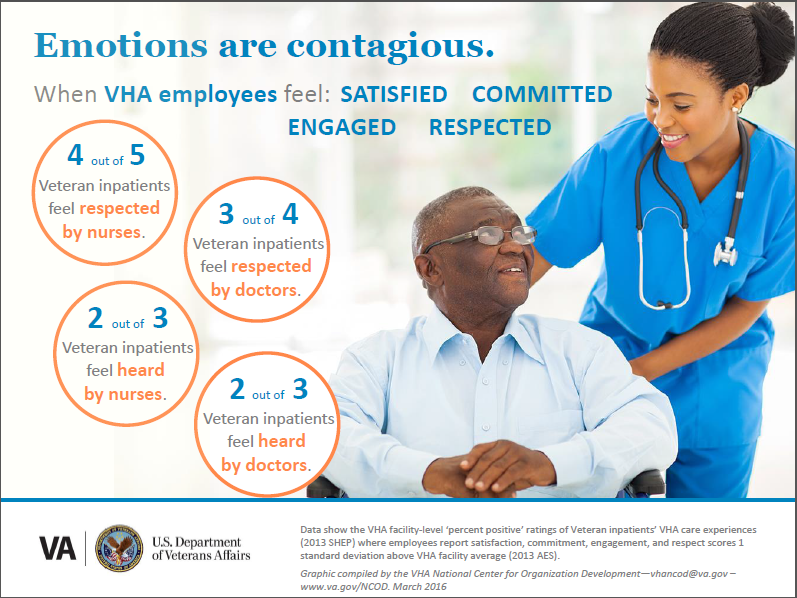 Emotions are contagious.
When VHA employees feel: SATISFIED COMMITTED
ENGAGED RESPECTED
4 out of 5
Veteran inpatients
feel respected
by nurses.
3 out of 4
Veteran inpatients
feel respected
by doctors.
2 out of 3
Veteran inpatients
feel heard
by nurses.
2 out of 3
Veteran inpatients
feel heard
by doctors.
VA
U.S. Department
of Veterans Affairs
Data show the VHA facility-level ‘percent positive’ ratings of Veteran inpatients’ VHA care experiences
(2013 SHEP) where employees report satisfaction, commitment, engagement, and respect scores 1
standard deviation above VHA facility average (2013 AES).
Graphic compiled by the VHA National Center for Organization Development—vhancod@va.gov –
www.va.gov/NCOD. March 2016